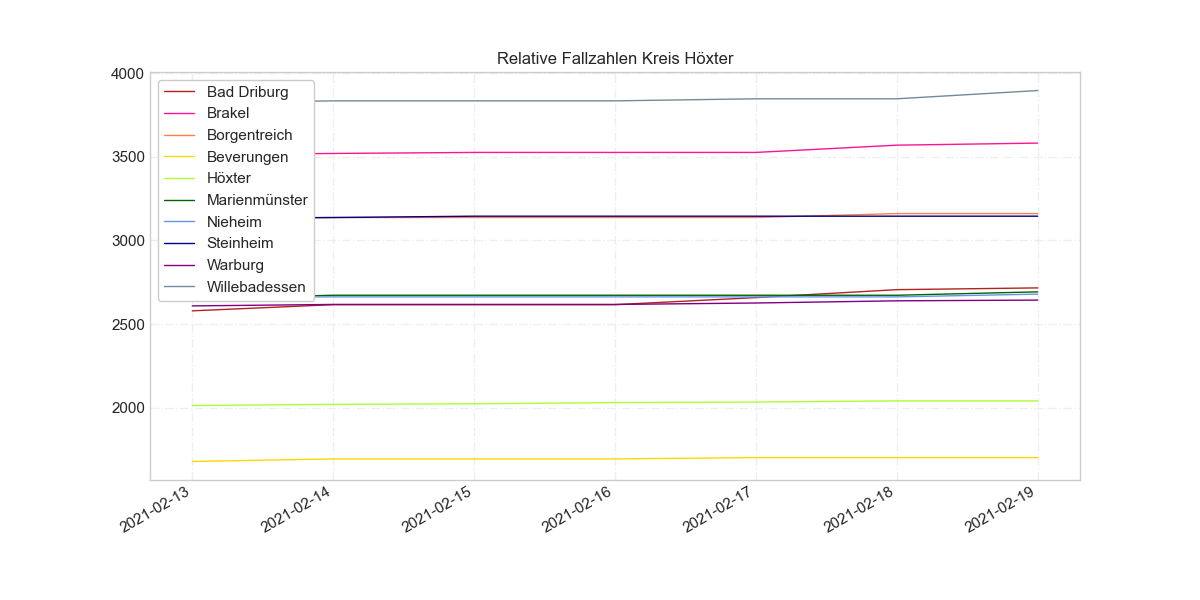 Relative Fallzahlen Kreis Höxter
4000
3500
3000
2500
2000
Bad Driburg
Brakel
Borgentreich
Beverungen
Höxter
Marienmünster
Nieheim
Steinheim
Warburg
Willebadessen
2021-02-13
2021-02-14
2021-02-15
2021-02-16
2021-02-17
2021-02-18
2021-02-19